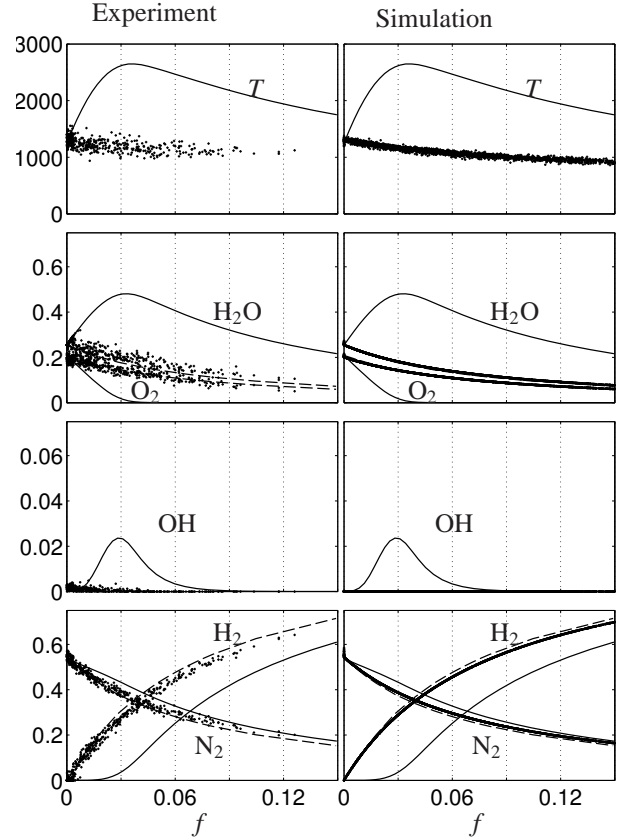 Experiment Simulation
3000
2000
1000
0
T T
0.6
0.4
0.2
0
H₂O H₂O
O₂ O₂
0.06
0.04
0.02
0
OH OH
0.6
0.4
0.2
0
H₂ H₂
N₂ N₂
0 0.06 0.12 0 0.06 0.12
f f